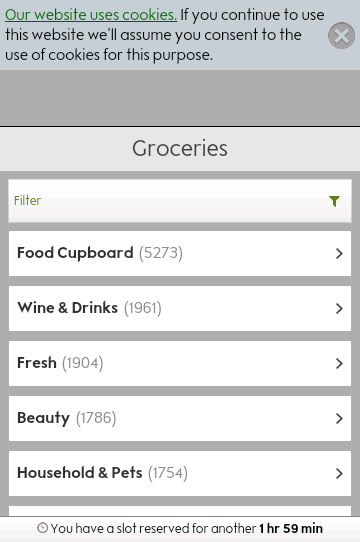 Our website uses cookies. If you continue to use
this website we'll assume you consent to the
use of cookies for this purpose.
Groceries
Filter
Food Cupboard (5273)
Wine & Drinks (1961)
Fresh (1904)
Beauty (1786)
Household & Pets (1754)
You have a slot reserved for another 1 hr 59 min